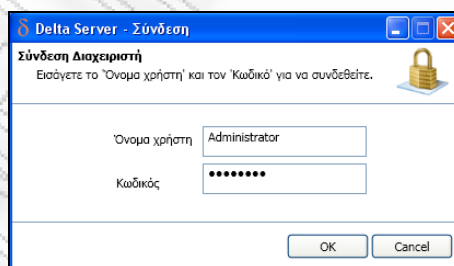 δ Delta Server - Σύνδεση
Σύνδεση Διαχειριστή
Εισάγετε το 'Όνομα χρήστη' και τον 'Κωδικό' για να συνδεθείτε.
Όνομα χρήστη Administrator
Κωδικός ••••••••
OK Cancel